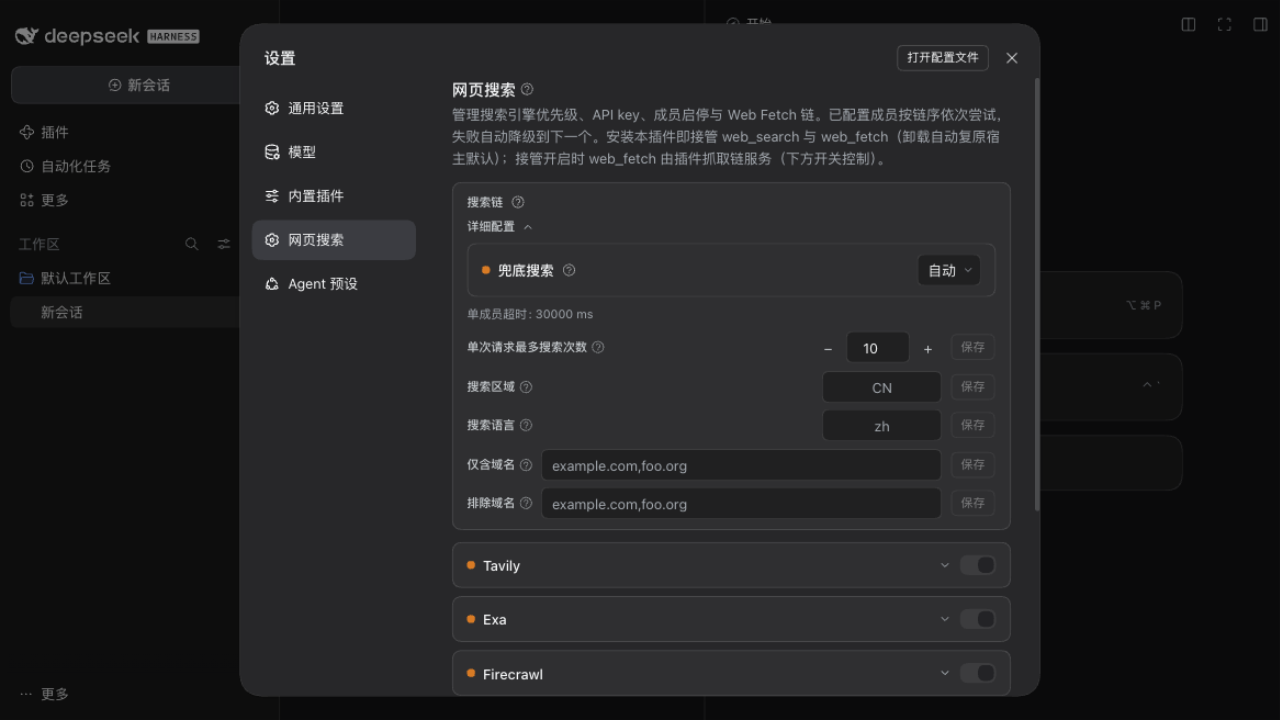 deepseek HARNESS
新会话
插件
自动化任务
更多
工作区
默认工作区
新会话
更多
开始
⌥ ⌘ P
设置
打开配置文件
通用设置
模型
内置插件
网页搜索
Agent 预设
网页搜索
管理搜索引擎优先级、API key、成员启停与 Web Fetch 链。已配置成员按链序依次尝试，
失败自动降级到下一个。安装本插件即接管 web_search 与 web_fetch（卸载自动复原宿
主默认）；接管开启时 web_fetch 由插件抓取链服务（下方开关控制）。
搜索链
详细配置
兜底搜索
自动
单成员超时: 30000 ms
单次请求最多搜索次数
− 10 + 保存
搜索区域
CN 保存
搜索语言
zh 保存
仅含域名
example.com,foo.org 保存
排除域名
example.com,foo.org 保存
Tavily
Exa
Firecrawl